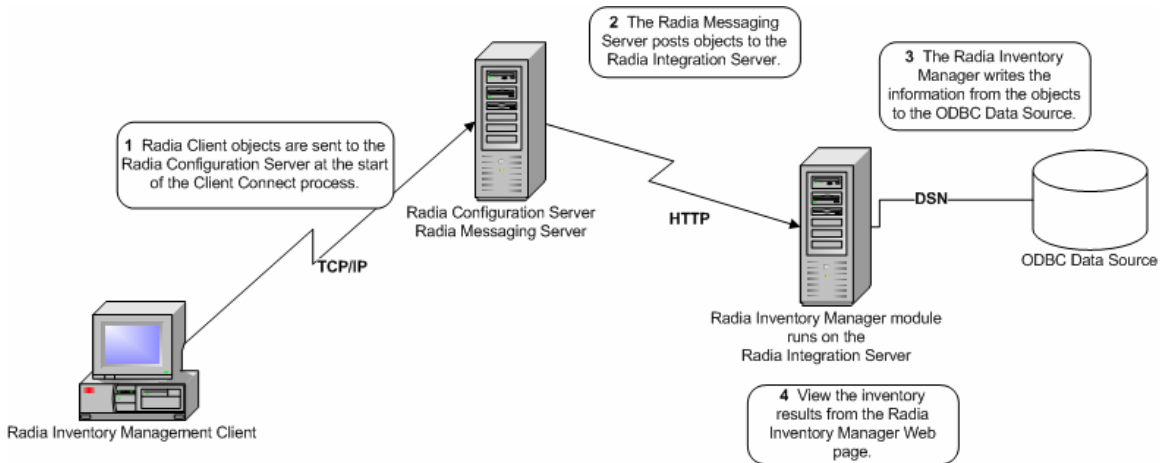 1 Radia Client objects are sent to the
Radia Configuration Server at the start
of the Client Connect process.
2 The Radia Messaging
Server posts objects to the
Radia Integration Server.
3 The Radia Inventory
Manager writes the
information from the objects
to the ODBC Data Source.
Radia Configuration Server
Radia Messaging Server
TCP/IP
HTTP
DSN
ODBC Data Source
Radia Inventory Manager module
runs on the
Radia Integration Server
4 View the inventory
results from the Radia
Inventory Manager Web
page.
Radia Inventory Management Client